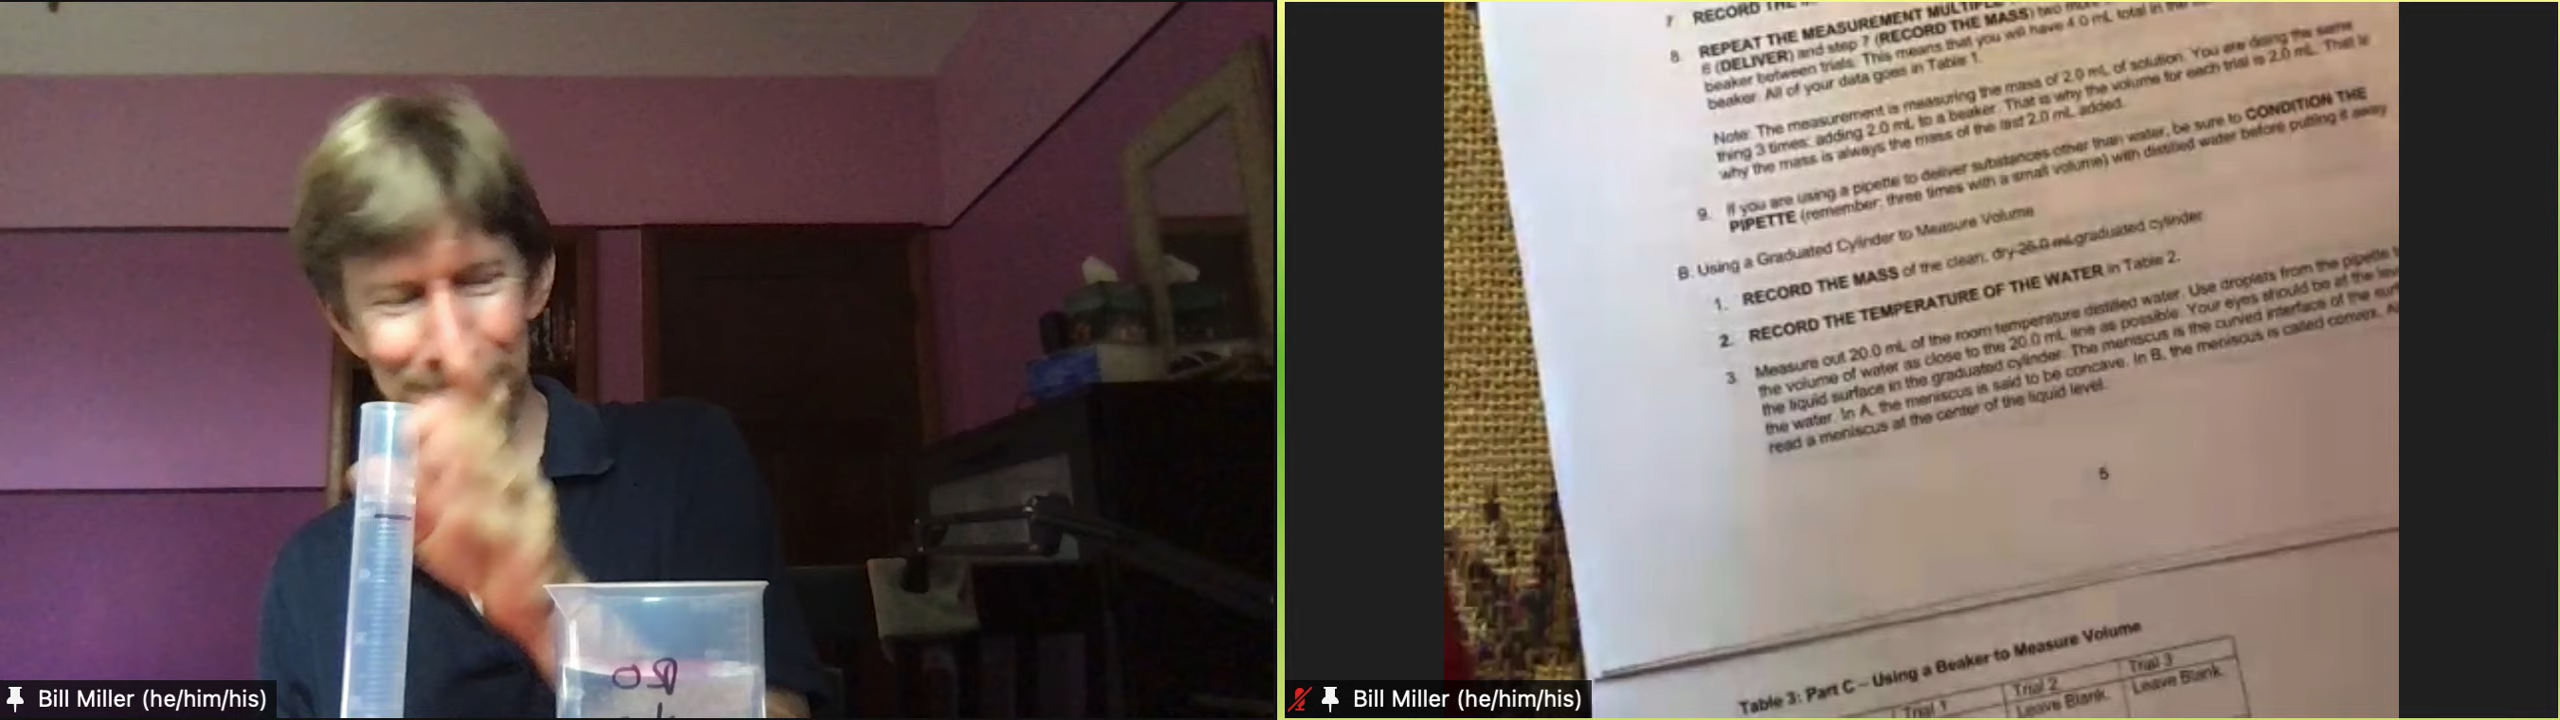 Bill Miller (he/him/his)
7 RECORD THE
8. REPEAT THE MEASUREMENT MULTIPLE
6 (DELIVER) and step 7 (RECORD THE MASS) two more
beaker between trials. This means that you will have 4.0 mL total in the
beaker. All of your data goes in Table 1.
Note: The measurement is measuring the mass of 2.0 mL of solution. You are doing the same
thing 3 times: adding 2.0 mL to a beaker. That is why the volume for each trial is 2.0 mL. That is
why the mass is always the mass of the last 2.0 mL added.
9. If you are using a pipette to deliver substances other than water, be sure to CONDITION THE
PIPETTE (remember: three times with a small volume) with distilled water before putting it away
B. Using a Graduated Cylinder to Measure Volume
1. RECORD THE MASS of the clean, dry 25.0 mL graduated cylinder
2. RECORD THE TEMPERATURE OF THE WATER in Table 2.
3. Measure out 20.0 mL of the room temperature distilled water. Use droplets from the pipette
the volume of water as close to the 20.0 mL line as possible. Your eyes should be at the
the liquid surface in the graduated cylinder. The meniscus is the curved interface of the
the water. In A, the meniscus is said to be concave. In B, the meniscus is called convex.
read a meniscus at the center of the liquid level.
5
Table 3: Part C – Using a Beaker to Measure Volume
Trial 1 Trial 2 Trial 3
Leave Blank. Leave Blank.
Bill Miller (he/him/his)